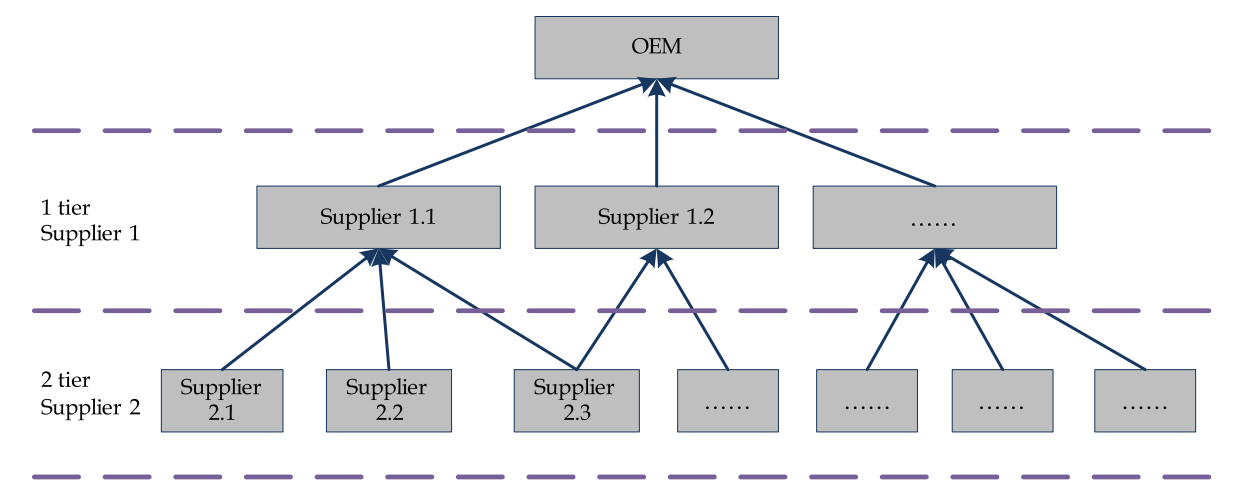 OEM
1 tier
Supplier 1
Supplier 1.1
Supplier 1.2
......
2 tier
Supplier 2
Supplier
2.1
Supplier
2.2
Supplier
2.3
......
......
......
......